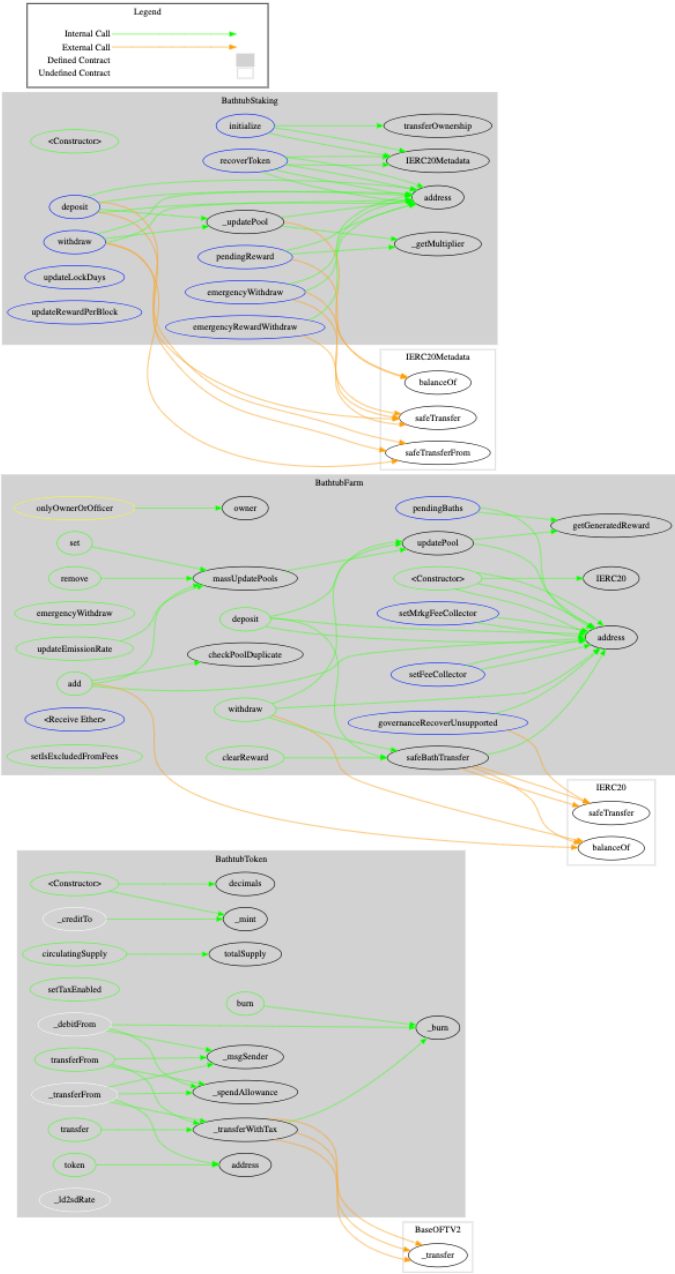 Legend
Internal Call
External Call
Defined Contract
Undefined Contract
BathtubStaking
<Constructor>
initialize
transferOwnership
recoverToken
IERC20Metadata
deposit
address
_updatePool
withdraw
_getMultiplier
pendingReward
updateLockDays
emergencyWithdraw
updateRewardPerBlock
emergencyRewardWithdraw
IERC20Metadata
balanceOf
safeTransfer
safeTransferFrom
BathtubFarm
onlyOwnerOrOfficer
owner
pendingBaths
getGeneratedReward
set
updatePool
remove
massUpdatePools
<Constructor>
IERC20
emergencyWithdraw
deposit
setMrkgFeeCollector
updateEmissionRate
checkPoolDuplicate
address
add
setFeeCollector
<Receive Ether>
withdraw
governanceRecoverUnsupported
setIsExcludedFromFees
clearReward
safeBathTransfer
IERC20
safeTransfer
balanceOf
BathtubToken
<Constructor>
decimals
_creditTo
_mint
circulatingSupply
totalSupply
setTaxEnabled
burn
_debitFrom
_burn
transferFrom
_msgSender
_transferFrom
_spendAllowance
transfer
_transferWithTax
token
address
_ld2sdRate
BaseOFTV2
_transfer